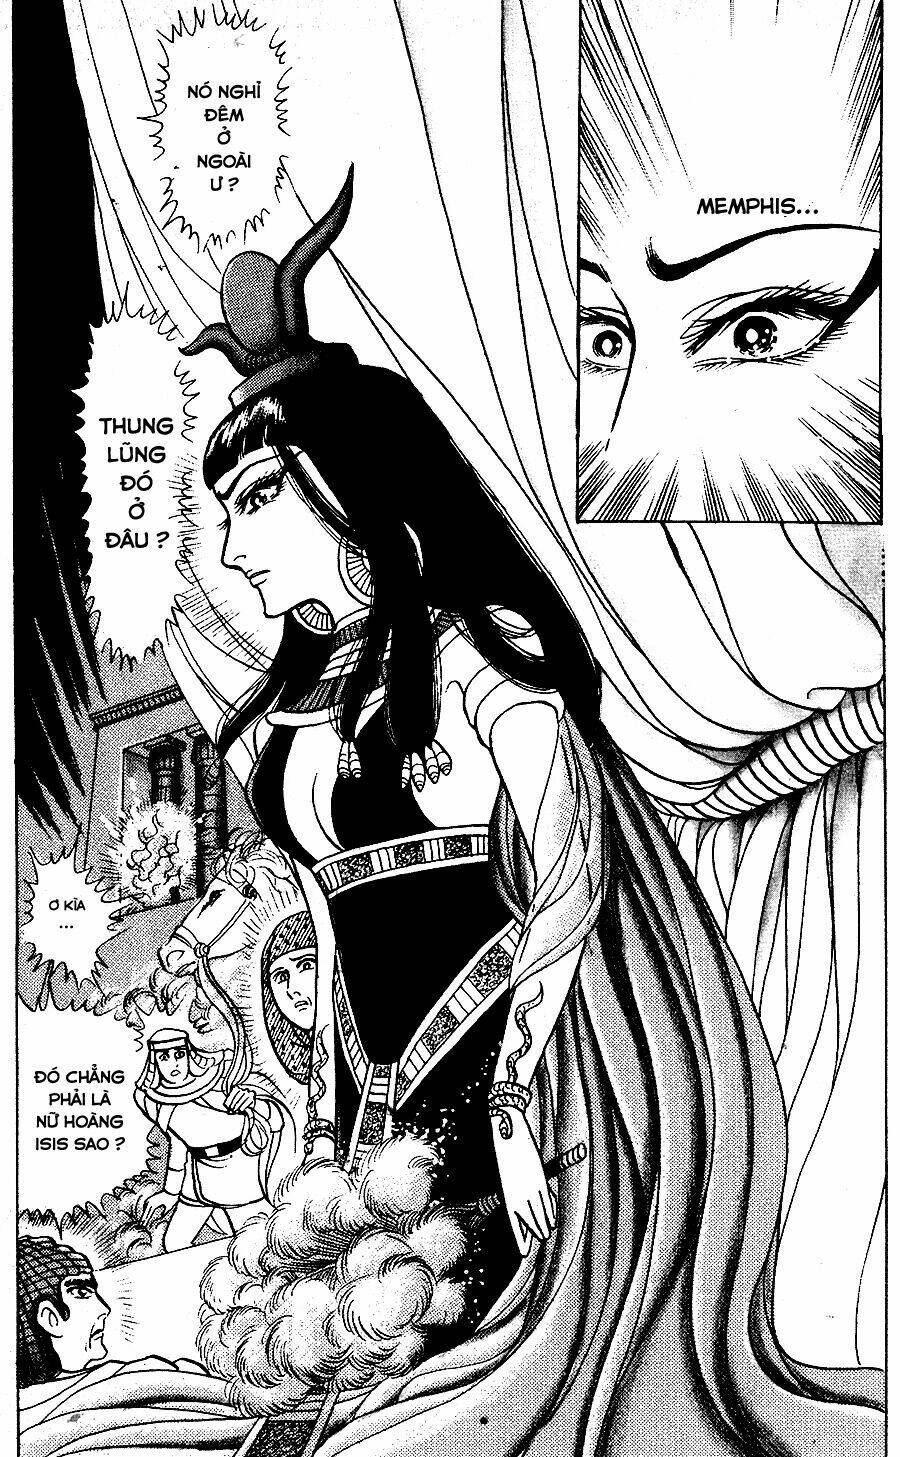 MEMPHIS...
NÓ NGHỈ
ĐÊM
Ở
NGOÀI
Ư ?
THUNG
LŨNG
ĐÓ
Ở
ĐÂU ?
Ơ KÌA
...
ĐÓ CHẲNG
PHẢI LÀ
NỮ HOÀNG
ISIS SAO ?